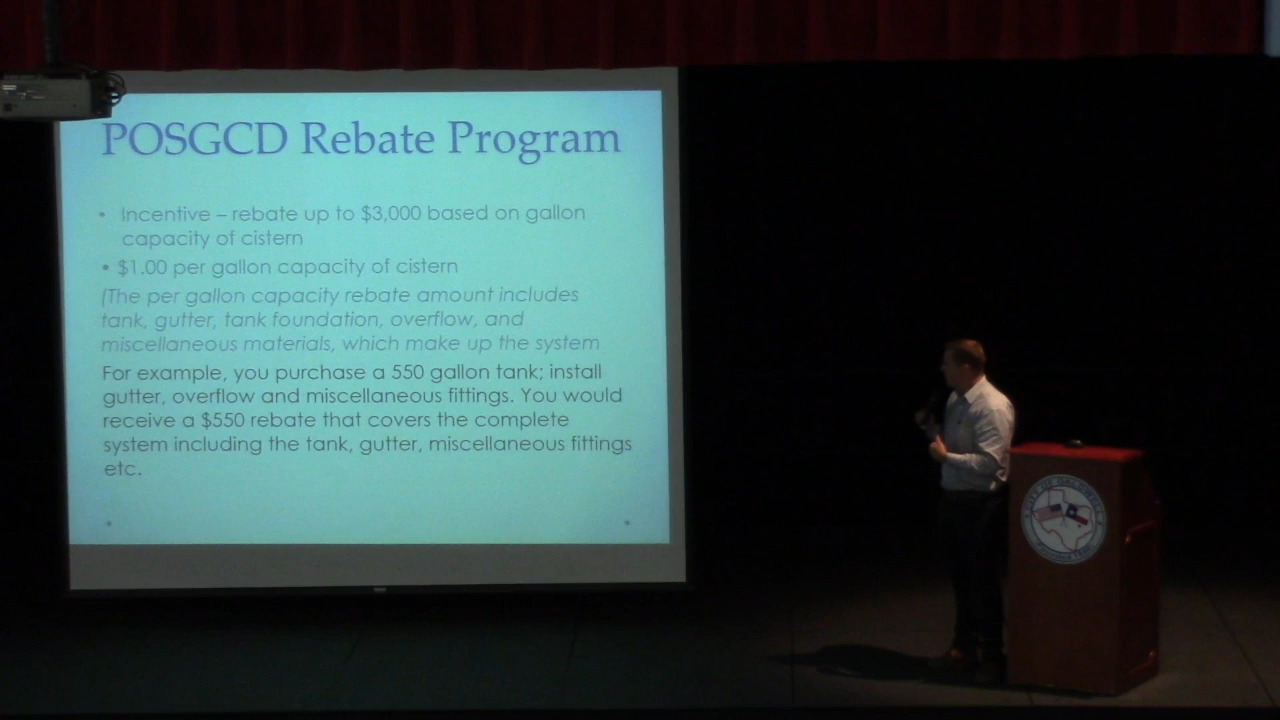 POSGCD Rebate Program
• Incentive – rebate up to $3,000 based on gallon
capacity of cistern
• $1.00 per gallon capacity of cistern
(The per gallon capacity rebate amount includes
tank, gutter, tank foundation, overflow, and
miscellaneous materials, which make up the system
For example, you purchase a 550 gallon tank; install
gutter, overflow and miscellaneous fittings. You would
receive a $550 rebate that covers the complete
system including the tank, gutter, miscellaneous fittings
etc.
CITY OF CALDWELL